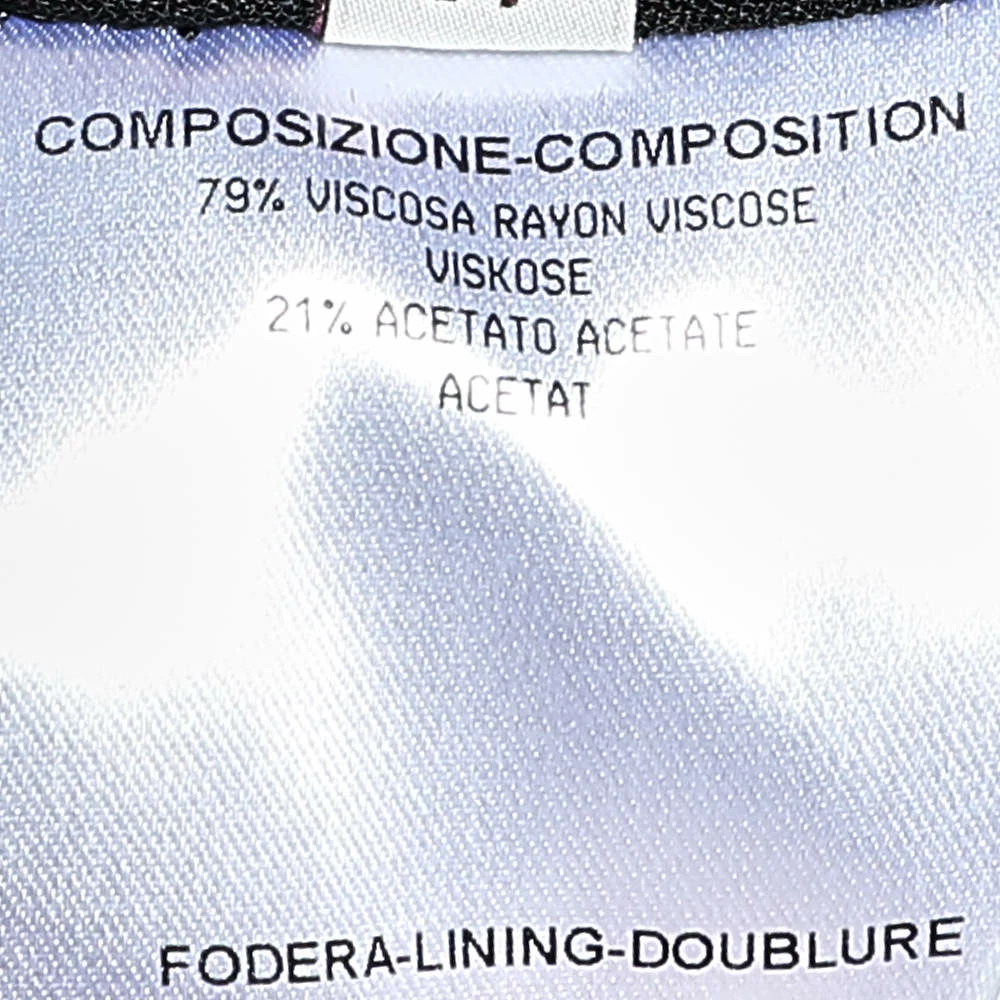 COMPOSIZIONE-COMPOSITION
79% VISCOSA RAYON VISCOSE
VISKOSE
21% ACETATO ACETATE
ACETAT
FODERA-LINING-DOUBLURE